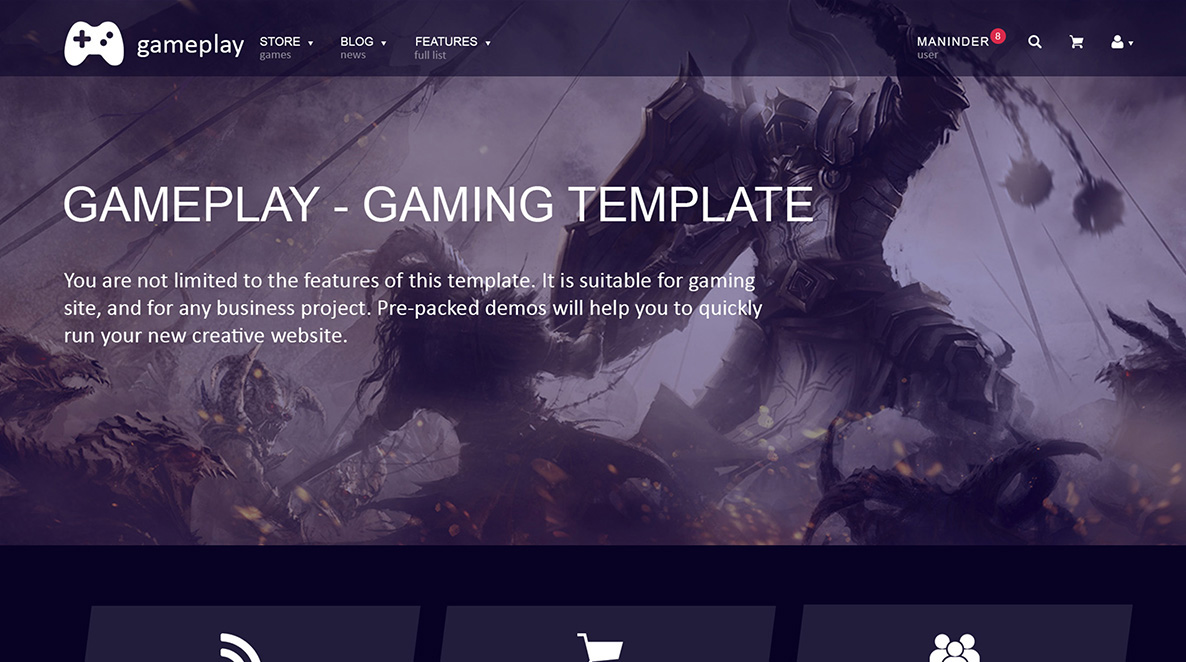 gameplay
STORE
games
BLOG
news
FEATURES
full list
MANINDER 8
user
GAMEPLAY - GAMING TEMPLATE
You are not limited to the features of this template. It is suitable for gaming
site, and for any business project. Pre-packed demos will help you to quickly
run your new creative website.